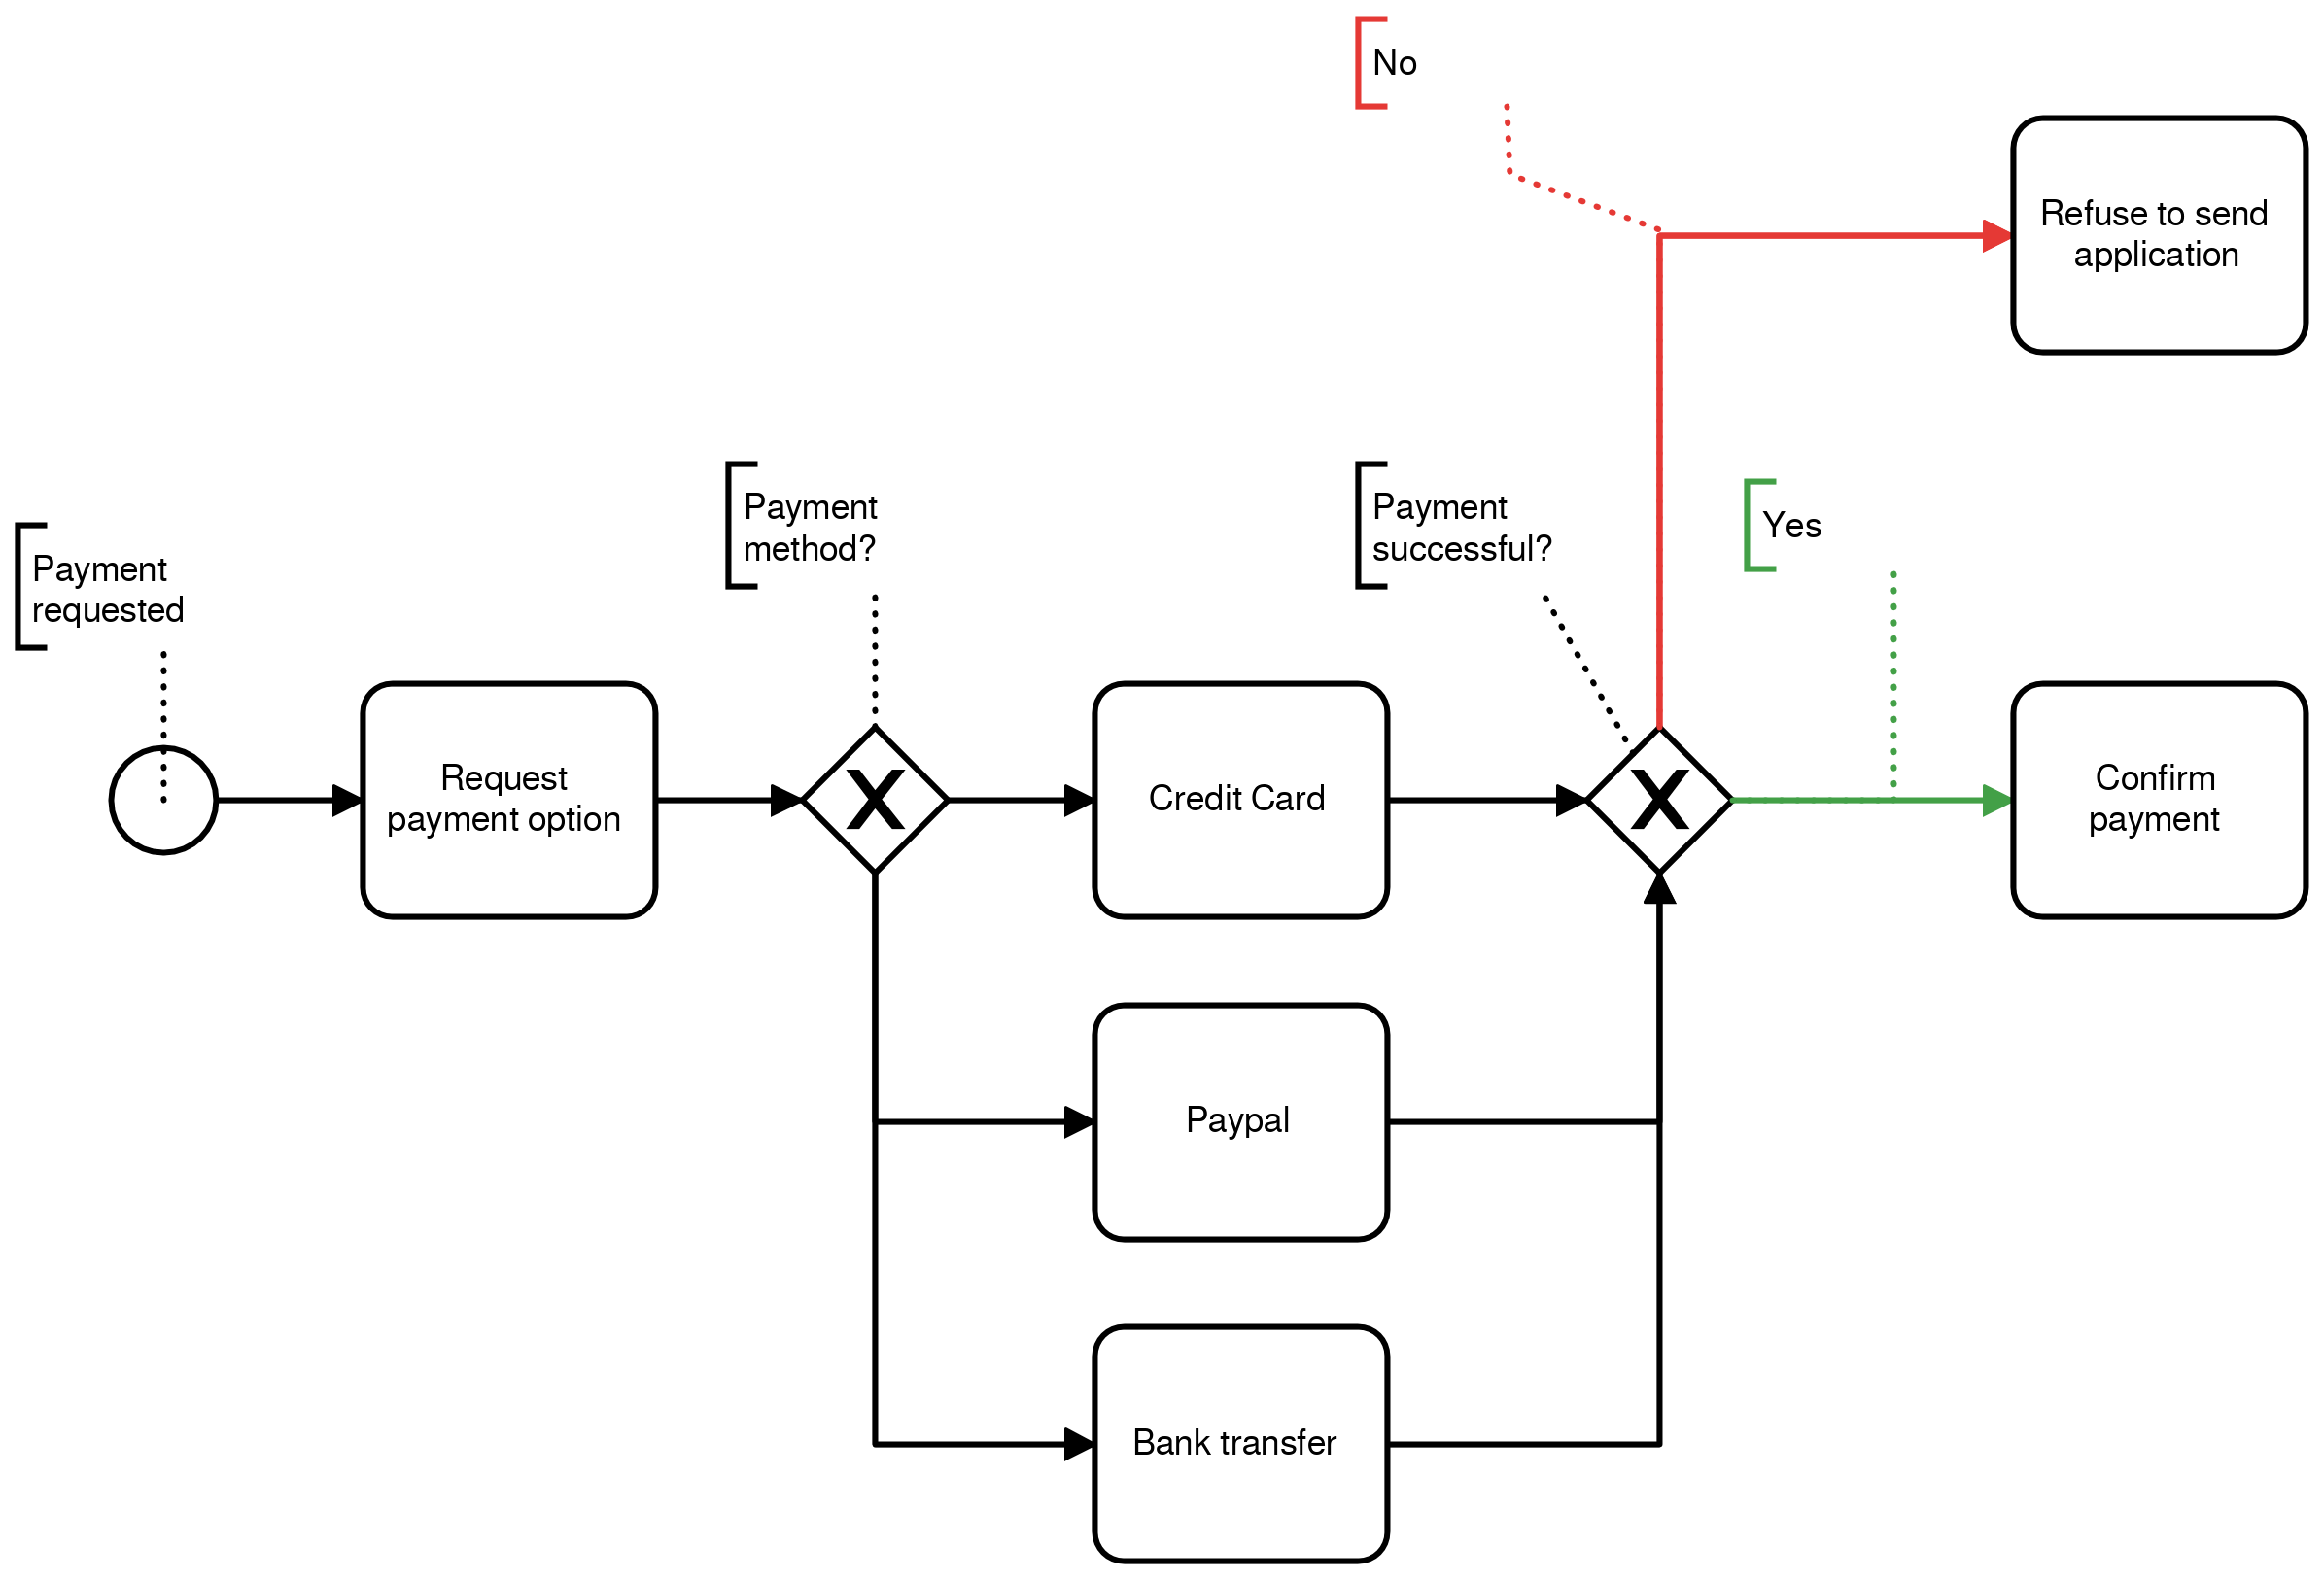 No
Refuse to send
application
Payment
requested
Payment
method?
Payment
successful?
Yes
Request
payment option
X
Credit Card
X
Confirm
payment
Paypal
Bank transfer